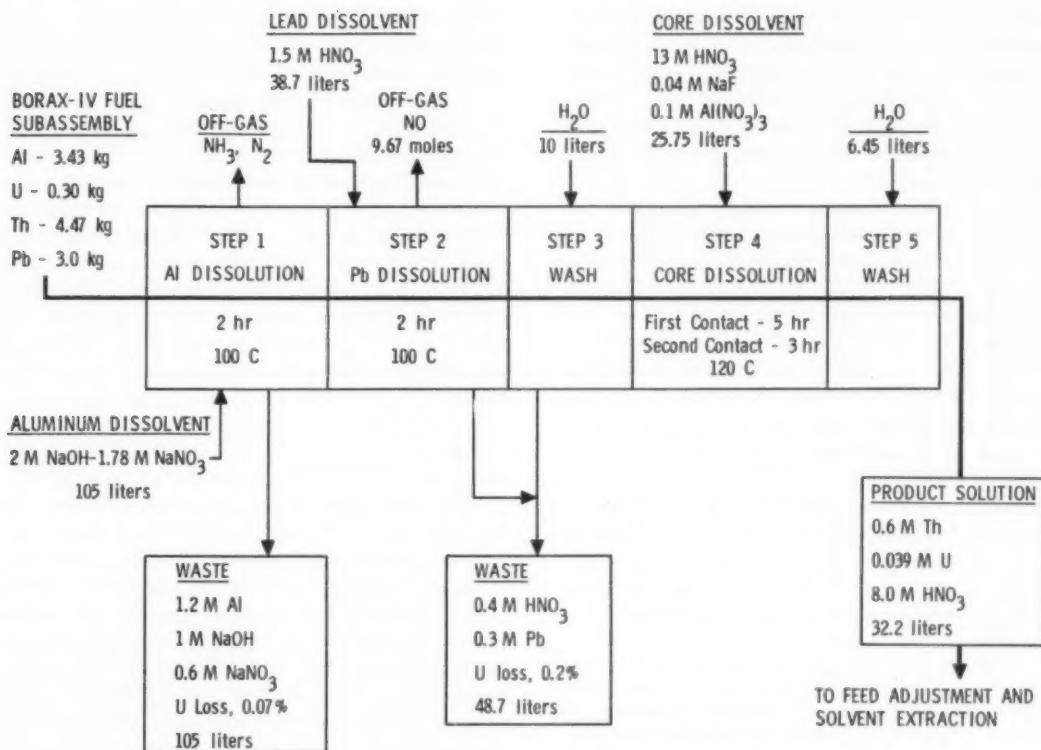 LEAD DISSOLVENT
1.5 M HNO3
38.7 liters
CORE DISSOLVENT
13 M HNO3
0.04 M NaF
0.1 M Al(NO3)3
25.75 liters
BORAX-IV FUEL
SUBASSEMBLY
Al - 3.43 kg
U - 0.30 kg
Th - 4.47 kg
Pb - 3.0 kg
OFF-GAS
NH3, N2
OFF-GAS
NO
9.67 moles
H2O
10 liters
H2O
6.45 liters
STEP 1
Al DISSOLUTION
2 hr
100 C
STEP 2
Pb DISSOLUTION
2 hr
100 C
STEP 3
WASH
STEP 4
CORE DISSOLUTION
First Contact - 5 hr
Second Contact - 3 hr
120 C
STEP 5
WASH
ALUMINUM DISSOLVENT
2 M NaOH-1.78 M NaNO3
105 liters
WASTE
1.2 M Al
1 M NaOH
0.6 M NaNO3
U Loss, 0.07%
105 liters
WASTE
0.4 M HNO3
0.3 M Pb
U loss, 0.2%
48.7 liters
PRODUCT SOLUTION
0.6 M Th
0.039 M U
8.0 M HNO3
32.2 liters
TO FEED ADJUSTMENT AND
SOLVENT EXTRACTION